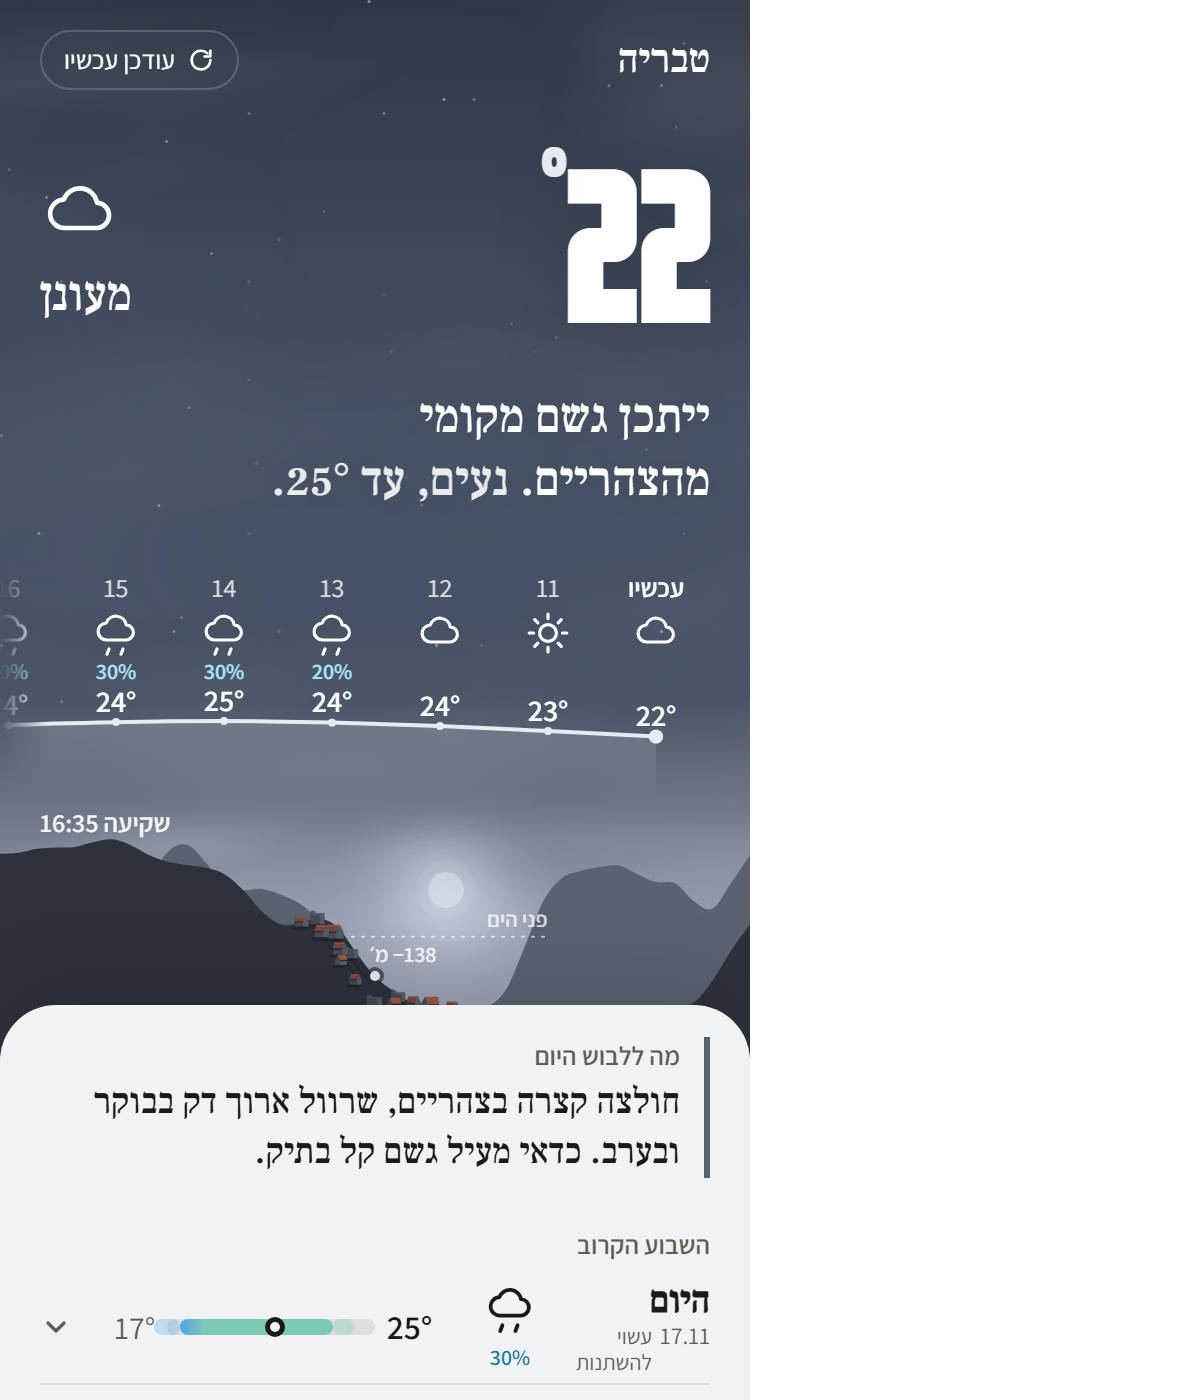 טבריה
עודכן עכשיו
22°
מעונן
ייתכן גשם מקומי
מהצהריים. נעים, עד 25°.
עכשיו 11 12 13 14 15
20% 30% 30%
22° 23° 24° 24° 25° 24°
שקיעה 16:35
פני הים
−138 מ׳
מה ללבוש היום
חולצה קצרה בצהריים, שרוול ארוך דק בבוקר
ובערב. כדאי מעיל גשם קל בתיק.
השבוע הקרוב
היום
17.11 עשוי
להשתנות
30%
25° 17°